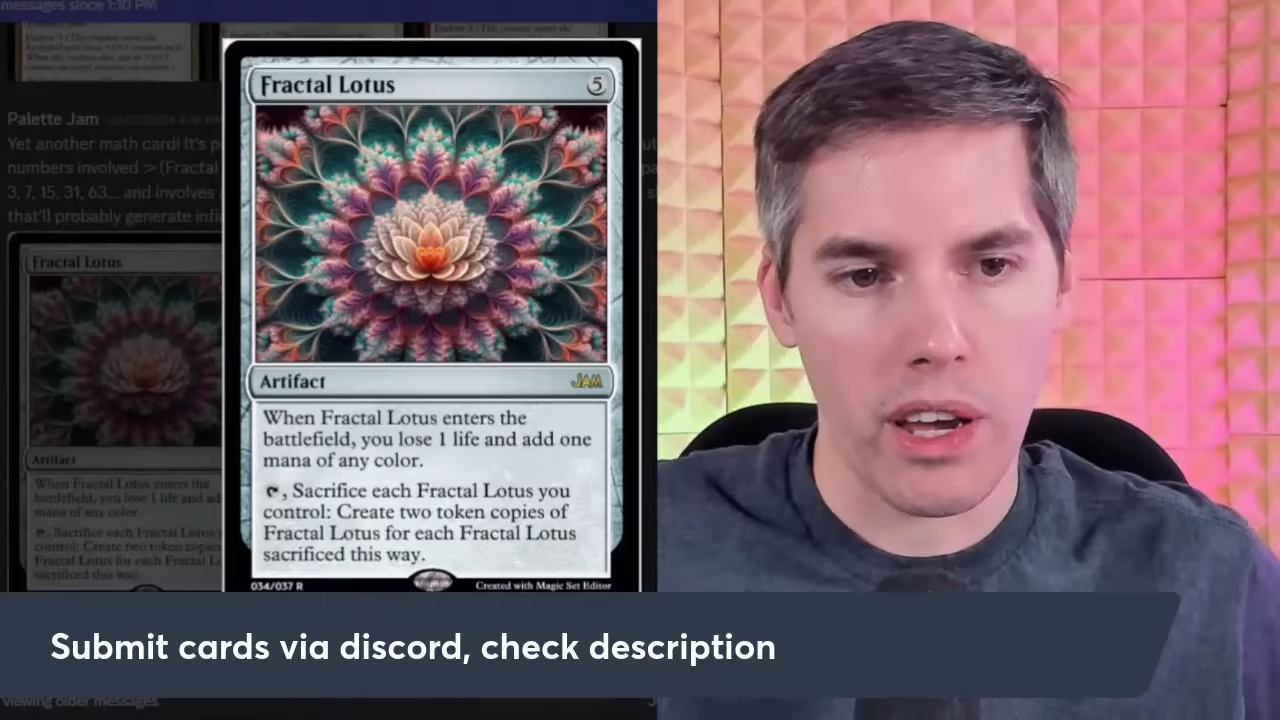 messages since 1:10 PM
Palette Jam
Yet another math card! It's p
numbers involved :> (Fractal
3, 7, 15, 31, 63... and involves
that'll probably generate infi
Fractal Lotus
Artifact
When Fractal Lotus enters the
battlefield, you lose 1 life and ad
mana of any color.
, Sacrifice each Fractal Lotus
control: Create two token copies
Fractal Lotus for each Fractal L
sacrificed this way.
Fractal Lotus 5
Artifact JAM
When Fractal Lotus enters the
battlefield, you lose 1 life and add one
mana of any color.
, Sacrifice each Fractal Lotus you
control: Create two token copies of
Fractal Lotus for each Fractal Lotus
sacrificed this way.
034/037 R Created with Magic Set Editor
Submit cards via discord, check description
viewing older messages